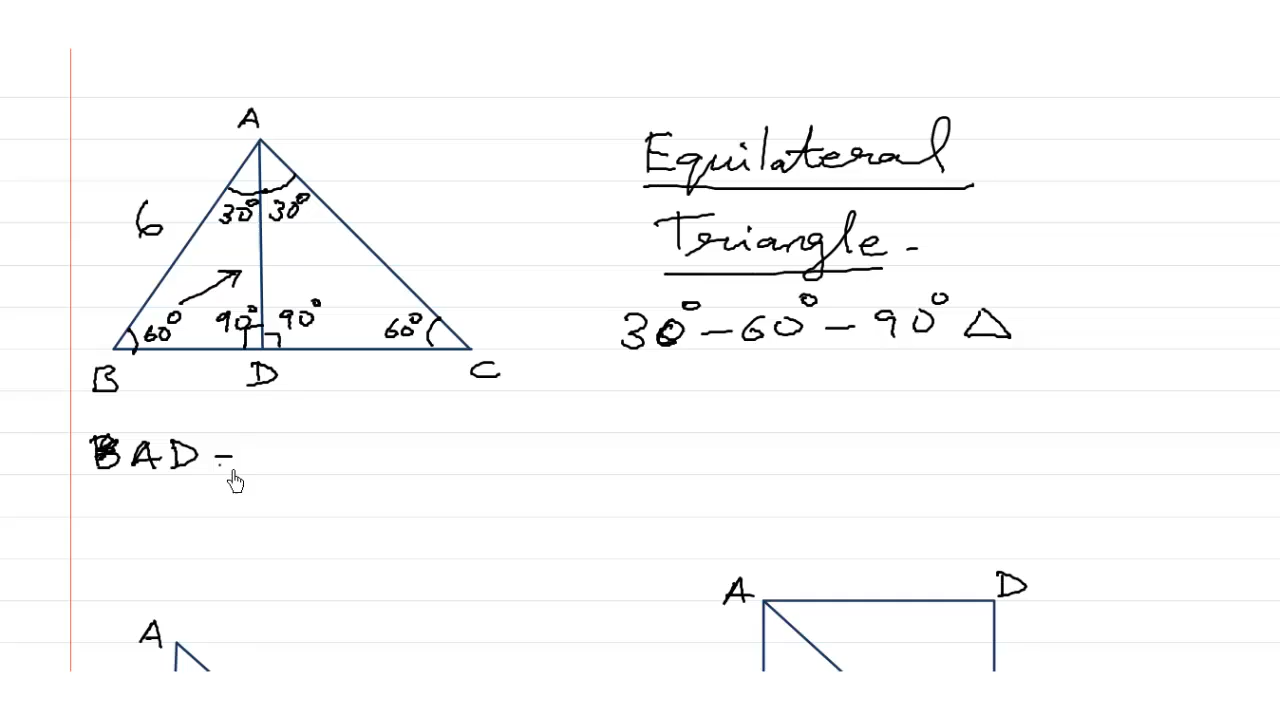 A
Equilateral
6
30° 30°
Triangle -
60° 90° 90° 60°
30° - 60° - 90° △
B D C
BAD -
A D
A